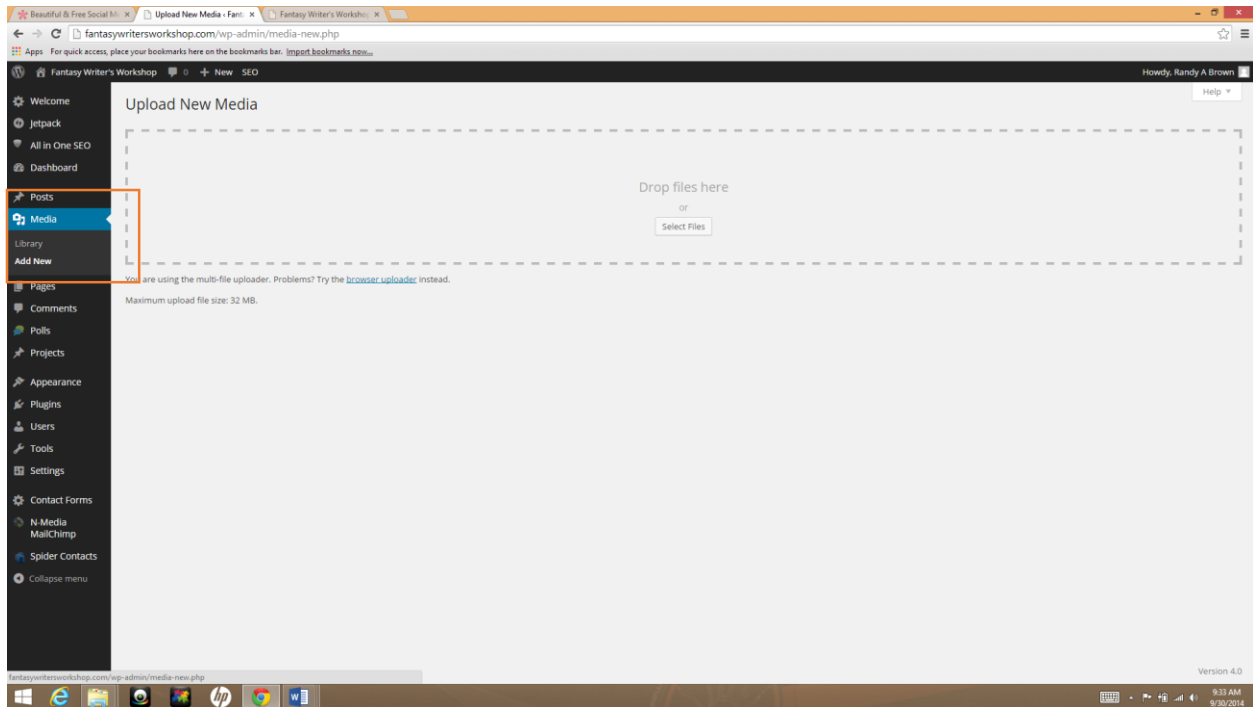 Beautiful & Free Social M
Upload New Media ‹ Fant
Fantasy Writer's Workshop
fantasywritersworkshop.com/wp-admin/media-new.php
Apps For quick access, place your bookmarks here on the bookmarks bar. Import bookmarks now...
Fantasy Writer's Workshop 0 + New SEO
Howdy, Randy A Brown
Help
Welcome
Jetpack
All in One SEO
Dashboard
Posts
Media
Library
Add New
Pages
Comments
Polls
Projects
Appearance
Plugins
Users
Tools
Settings
Contact Forms
N-Media
MailChimp
Spider Contacts
Collapse menu
Upload New Media
Drop files here
or
Select Files
You are using the multi-file uploader. Problems? Try the browser uploader instead.
Maximum upload file size: 32 MB.
Version 4.0
fantasywritersworkshop.com/wp-admin/media-new.php
hp
9:33 AM
9/30/2014